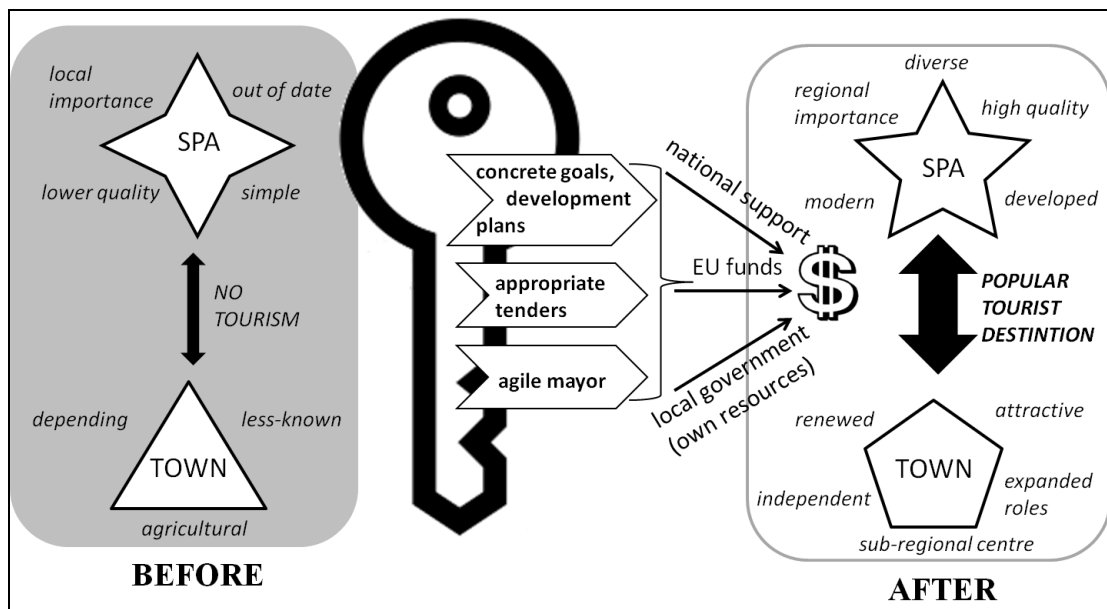 local
importance
out of date
SPA
lower quality
simple
NO
TOURISM
depending
less-known
TOWN
agricultural
BEFORE
concrete goals,
development
plans
appropriate
tenders
agile mayor
national support
EU funds
$
local government
(own resources)
diverse
regional
importance
high quality
SPA
modern
developed
POPULAR
TOURIST
DESTINTION
renewed
attractive
TOWN
independent
expanded
roles
sub-regional centre
AFTER